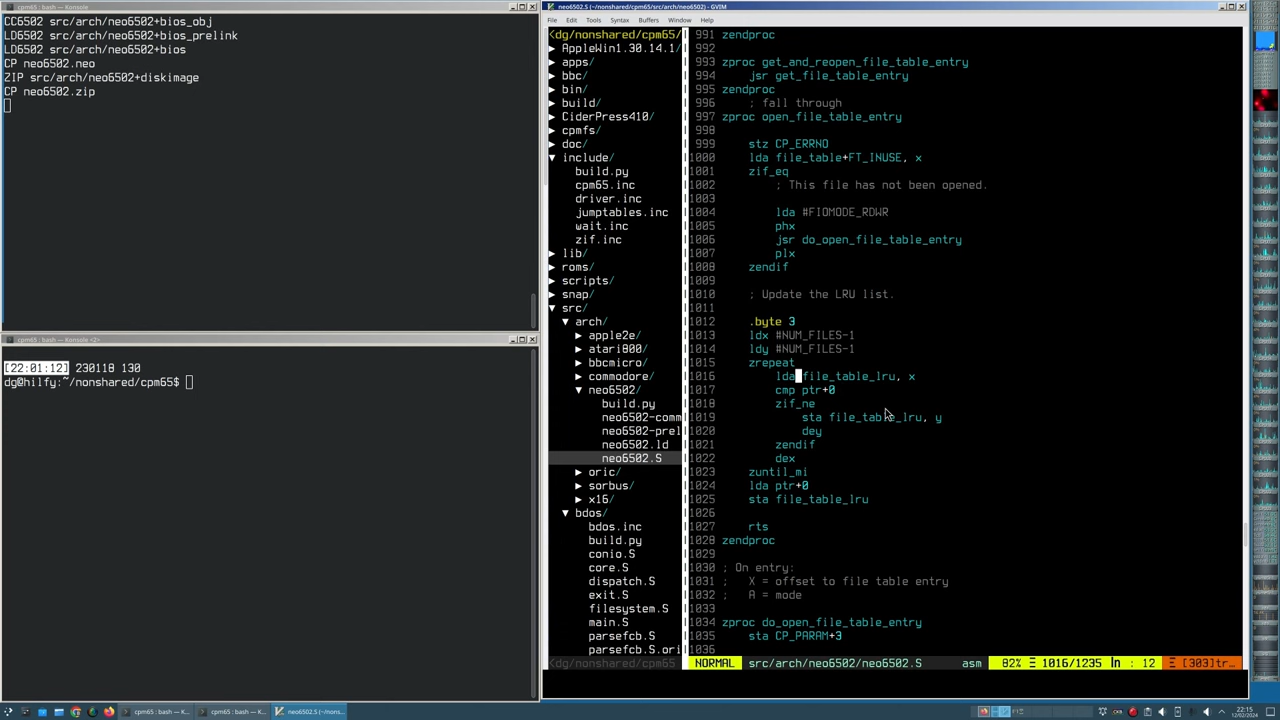 cpm65 : bash — Konsole
CC6502 src/arch/neo6502+bios_obj
LD6502 src/arch/neo6502+bios_prelink
LD6502 src/arch/neo6502+bios
CP neo6502.neo
ZIP src/arch/neo6502+diskimage
CP neo6502.zip
cpm65 : bash — Konsole <2>
[22:01:12] 230118 130
dg@hilfy:~/nonshared/cpm65$
neo6502.S (~/nonshared/cpm65/src/arch/neo6502) - GVIM
File Edit Tools Syntax Buffers Window Help
<dg/nonshared/cpm65/
▶ AppleWin1.30.14.1/
▶ apps/
▶ bbc/
▶ bin/
▶ build/
▶ CiderPress410/
▶ cpmfs/
▶ doc/
▼ include/
build.py
cpm65.inc
driver.inc
jumptables.inc
wait.inc
zif.inc
▶ lib/
▶ roms/
▶ scripts/
▶ snap/
▼ src/
▼ arch/
▶ apple2e/
▶ atari800/
▶ bbcmicro/
▶ commodore/
▼ neo6502/
build.py
neo6502-comm
neo6502-prel
neo6502.ld
neo6502.S
▶ oric/
▶ sorbus/
▶ x16/
▼ bdos/
bdos.inc
build.py
conio.S
core.S
dispatch.S
exit.S
filesystem.S
main.S
parsefcb.S
parsefcb.S.ori
<dg/nonshared/cpm65
991 zendproc
992
993 zproc get_and_reopen_file_table_entry
994 jsr get_file_table_entry
995 zendproc
996 ; fall through
997 zproc open_file_table_entry
998
999 stz CP_ERRNO
1000 lda file_table+FT_INUSE, x
1001 zif_eq
1002 ; This file has not been opened.
1003
1004 lda #FIOMODE_RDWR
1005 phx
1006 jsr do_open_file_table_entry
1007 plx
1008 zendif
1009
1010 ; Update the LRU list.
1011
1012 .byte 3
1013 ldx #NUM_FILES-1
1014 ldy #NUM_FILES-1
1015 zrepeat
1016 lda file_table_lru, x
1017 cmp ptr+0
1018 zif_ne
1019 sta file_table_lru, y
1020 dey
1021 zendif
1022 dex
1023 zuntil_mi
1024 lda ptr+0
1025 sta file_table_lru
1026
1027 rts
1028 zendproc
1029
1030 ; On entry:
1031 ; X = offset to file table entry
1032 ; A = mode
1033
1034 zproc do_open_file_table_entry
1035 sta CP_PARAM+3
1036
NORMAL src/arch/neo6502/neo6502.S asm 82% Ξ 1016/1235 ln : 12 Ξ [303]tr…
cpm65 : bash — K... cpm65 : bash — K... neo6502.S (~/nons...
22:15
12/02/2024